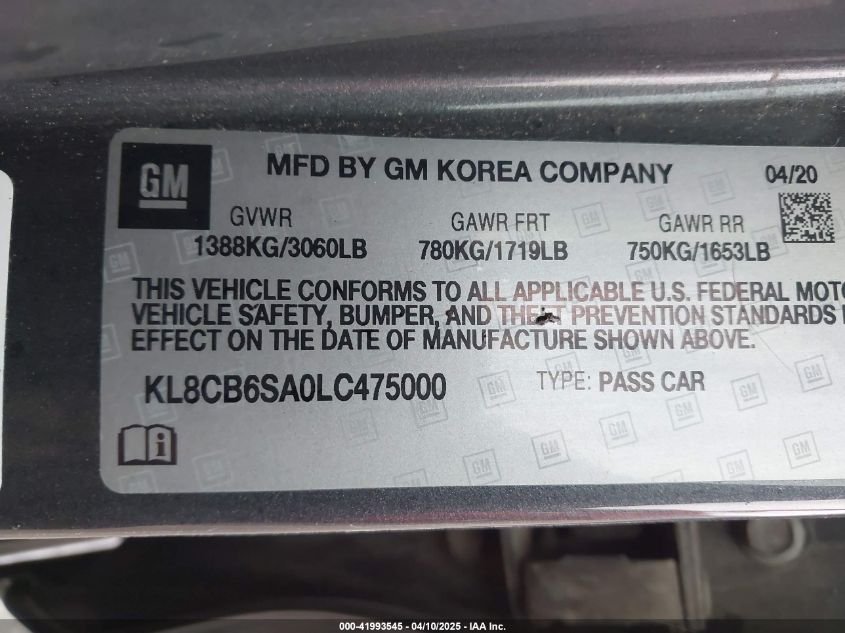 GM
MFD BY GM KOREA COMPANY 04/20
GVWR GAWR FRT GAWR RR
1388KG/3060LB 780KG/1719LB 750KG/1653LB
THIS VEHICLE CONFORMS TO ALL APPLICABLE U.S. FEDERAL MOTO
VEHICLE SAFETY, BUMPER, AND THEFT PREVENTION STANDARDS
EFFECT ON THE DATE OF MANUFACTURE SHOWN ABOVE.
KL8CB6SA0LC475000 TYPE: PASS CAR
000-41993545 - 04/10/2025 - IAA Inc.